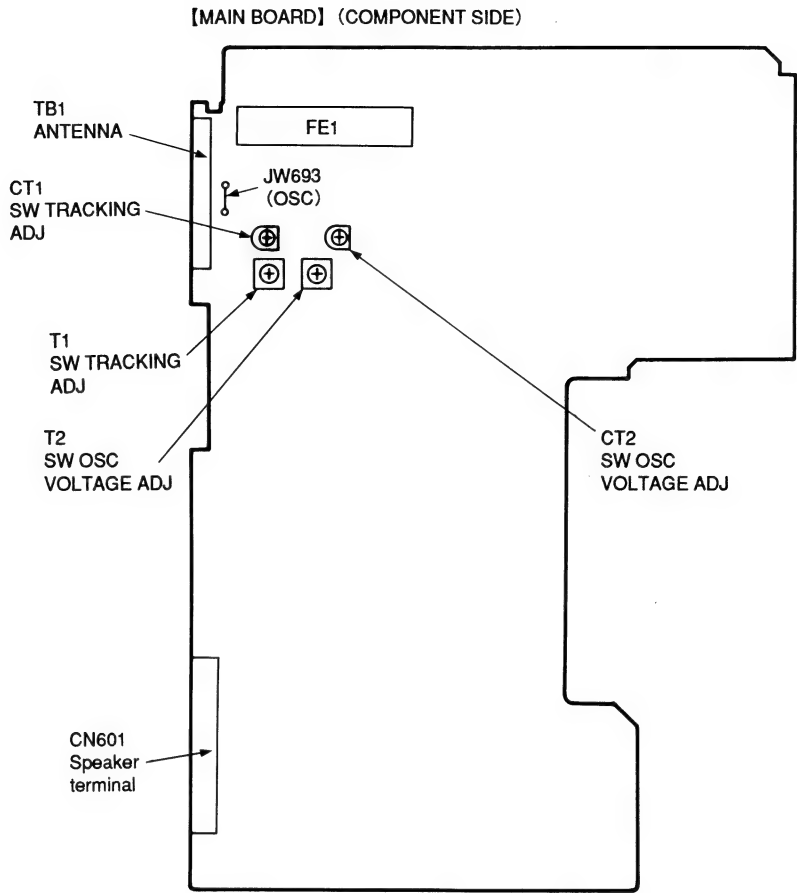 【MAIN BOARD】 (COMPONENT SIDE)
TB1
ANTENNA
FE1
CT1
SW TRACKING
ADJ
JW693
(OSC)
T1
SW TRACKING
ADJ
T2
SW OSC
VOLTAGE ADJ
CT2
SW OSC
VOLTAGE ADJ
CN601
Speaker
terminal